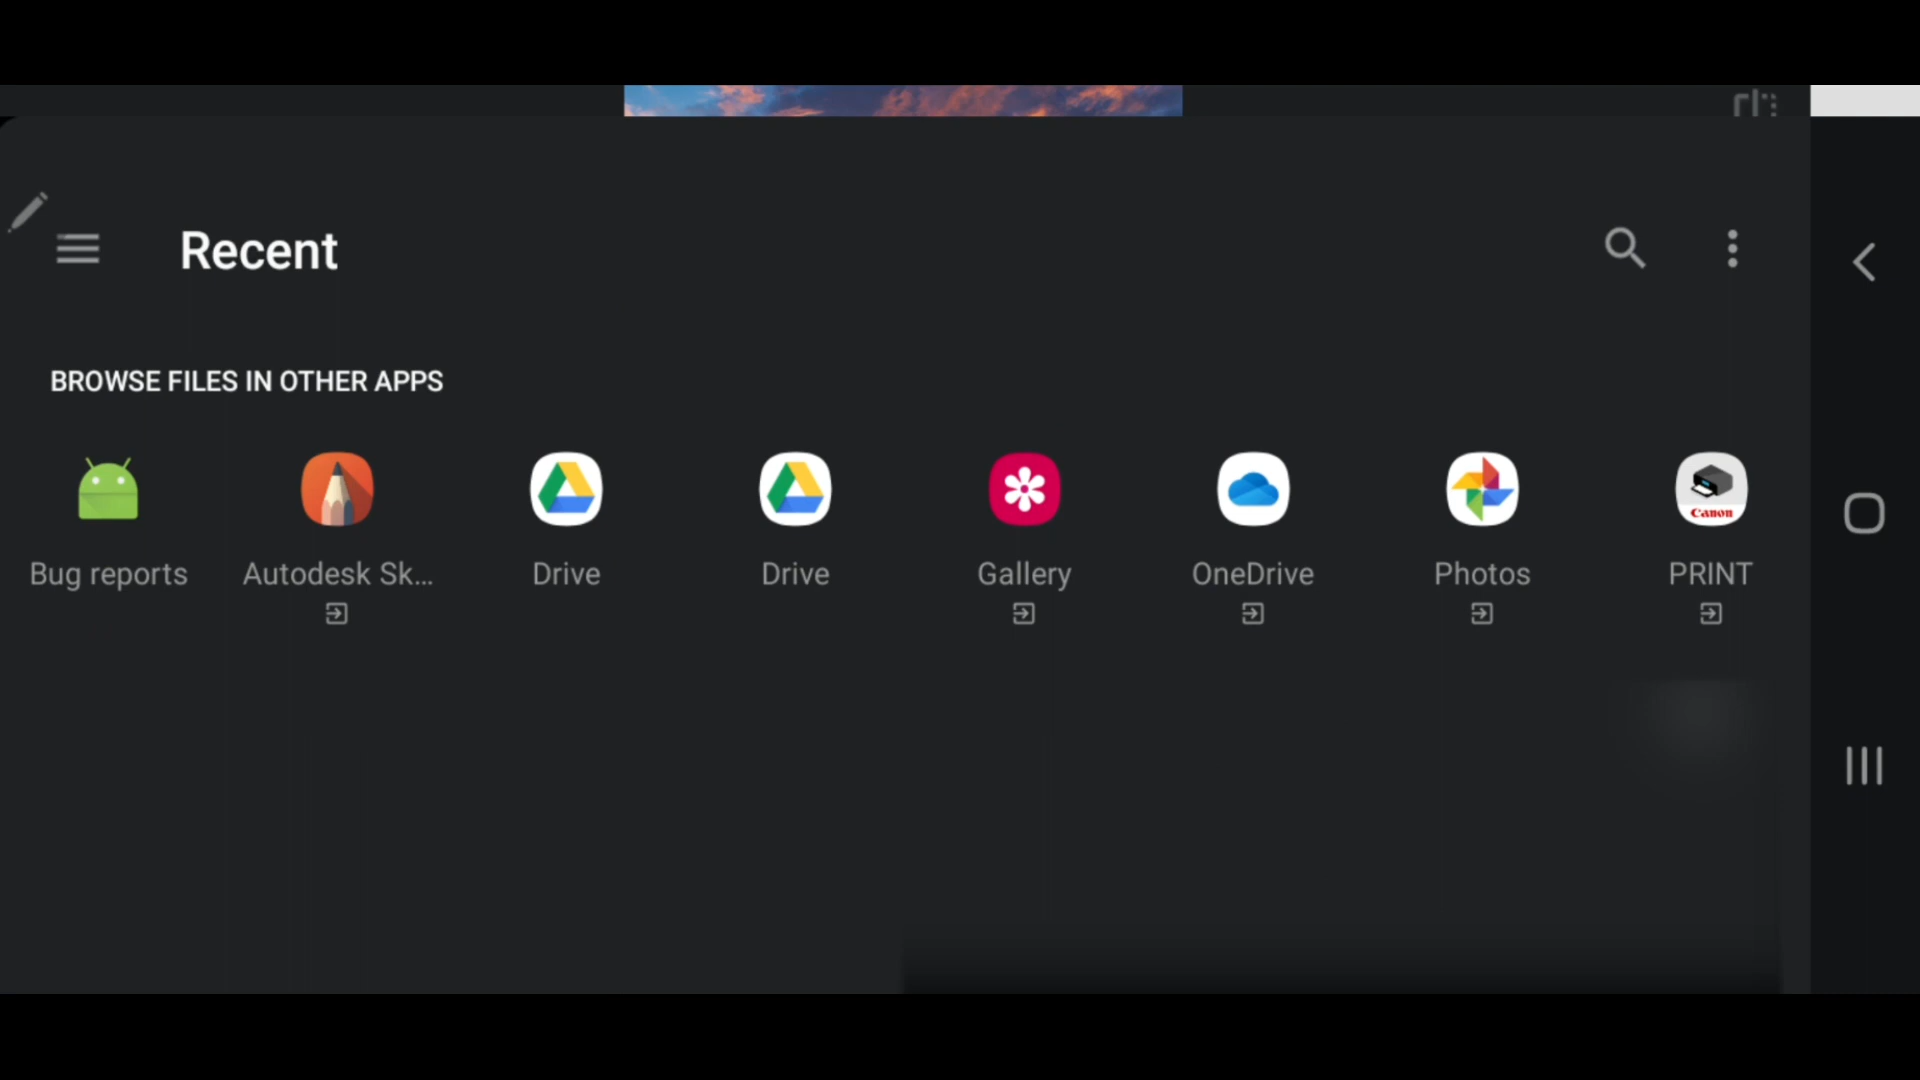 Recent
BROWSE FILES IN OTHER APPS
Canon
Bug reports
Autodesk Sk...
Drive
Drive
Gallery
OneDrive
Photos
PRINT